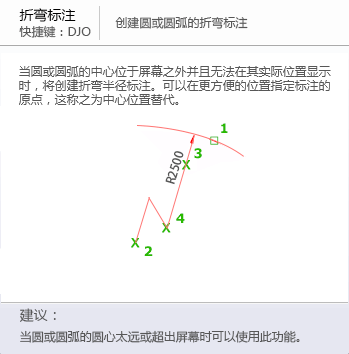 折弯标注
快捷键：DJO
创建圆或圆弧的折弯标注
当圆或圆弧的中心位于屏幕之外并且无法在其实际位置显示
时，将创建折弯半径标注。可以在更方便的位置指定标注的
原点，这称之为中心位置替代。
1
3
R2500
4
2
建议：
当圆或圆弧的圆心太远或超出屏幕时可以使用此功能。